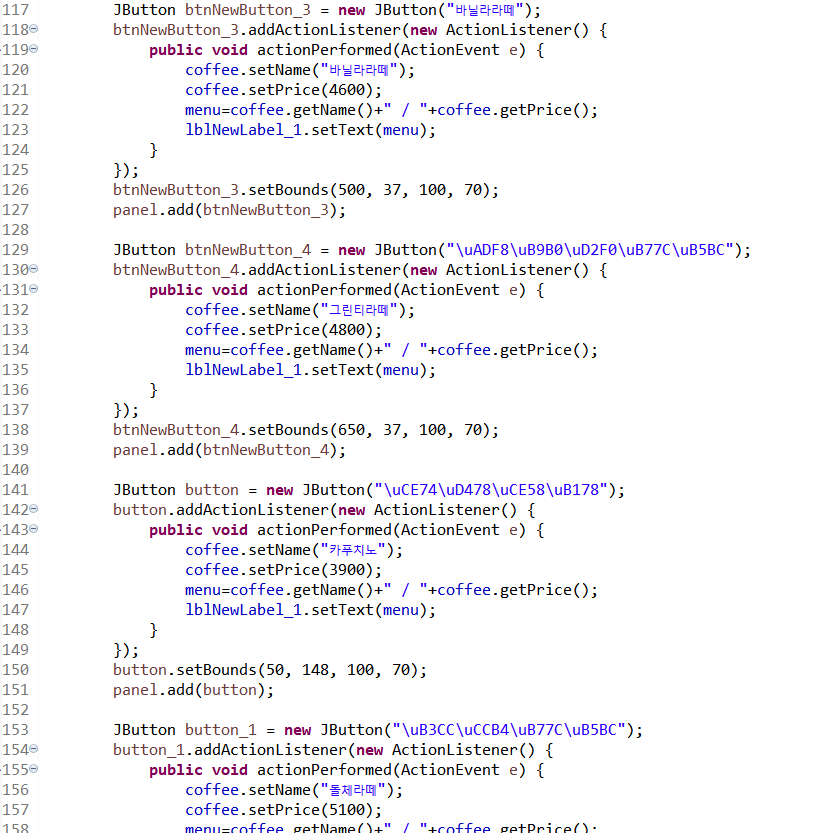 117 JButton btnNewButton_3 = new JButton("바닐라라떼");
118 btnNewButton_3.addActionListener(new ActionListener() {
119 public void actionPerformed(ActionEvent e) {
120 coffee.setName("바닐라라떼");
121 coffee.setPrice(4600);
122 menu=coffee.getName()+" / "+coffee.getPrice();
123 lblNewLabel_1.setText(menu);
124 }
125 });
126 btnNewButton_3.setBounds(500, 37, 100, 70);
127 panel.add(btnNewButton_3);
128
129 JButton btnNewButton_4 = new JButton("\uADF8\uB9B0\uD2F0\uB77C\uB5BC");
130 btnNewButton_4.addActionListener(new ActionListener() {
131 public void actionPerformed(ActionEvent e) {
132 coffee.setName("그린티라떼");
133 coffee.setPrice(4800);
134 menu=coffee.getName()+" / "+coffee.getPrice();
135 lblNewLabel_1.setText(menu);
136 }
137 });
138 btnNewButton_4.setBounds(650, 37, 100, 70);
139 panel.add(btnNewButton_4);
140
141 JButton button = new JButton("\uCE74\uD478\uCE58\uB178");
142 button.addActionListener(new ActionListener() {
143 public void actionPerformed(ActionEvent e) {
144 coffee.setName("카푸치노");
145 coffee.setPrice(3900);
146 menu=coffee.getName()+" / "+coffee.getPrice();
147 lblNewLabel_1.setText(menu);
148 }
149 });
150 button.setBounds(50, 148, 100, 70);
151 panel.add(button);
152
153 JButton button_1 = new JButton("\uB3CC\uCCB4\uB77C\uB5BC");
154 button_1.addActionListener(new ActionListener() {
155 public void actionPerformed(ActionEvent e) {
156 coffee.setName("돌체라떼");
157 coffee.setPrice(5100);
158 menu=coffee.getName()+" / "+coffee.getPrice();